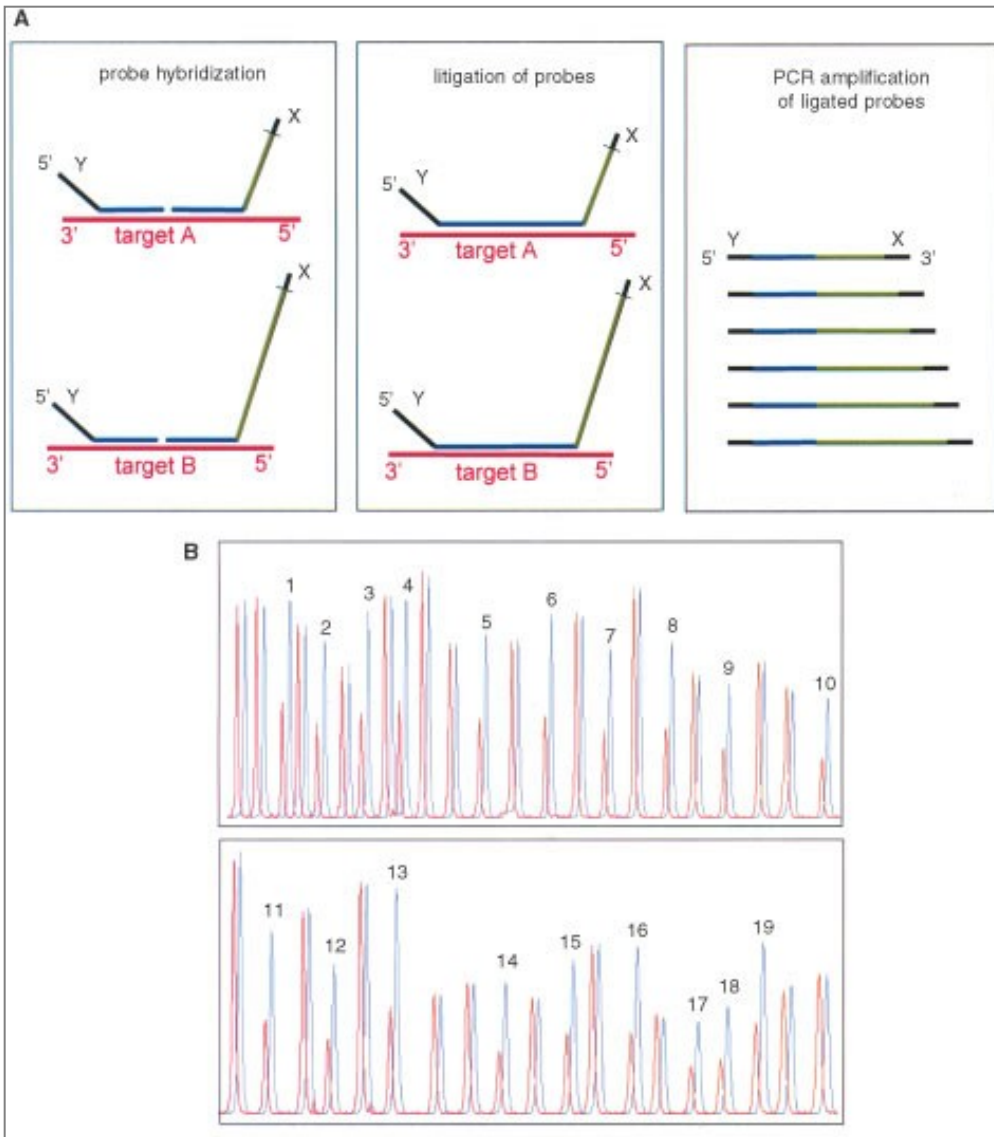 A
probe hybridization
X
5' Y
3' target A 5'
X
5' Y
3' target B 5'
litigation of probes
X
5' Y
3' target A 5'
X
5' Y
3' target B 5'
PCR amplification
of ligated probes
Y X
5' 3'
B
1 2 3 4 5 6 7 8 9 10
11 12 13 14 15 16 17 18 19